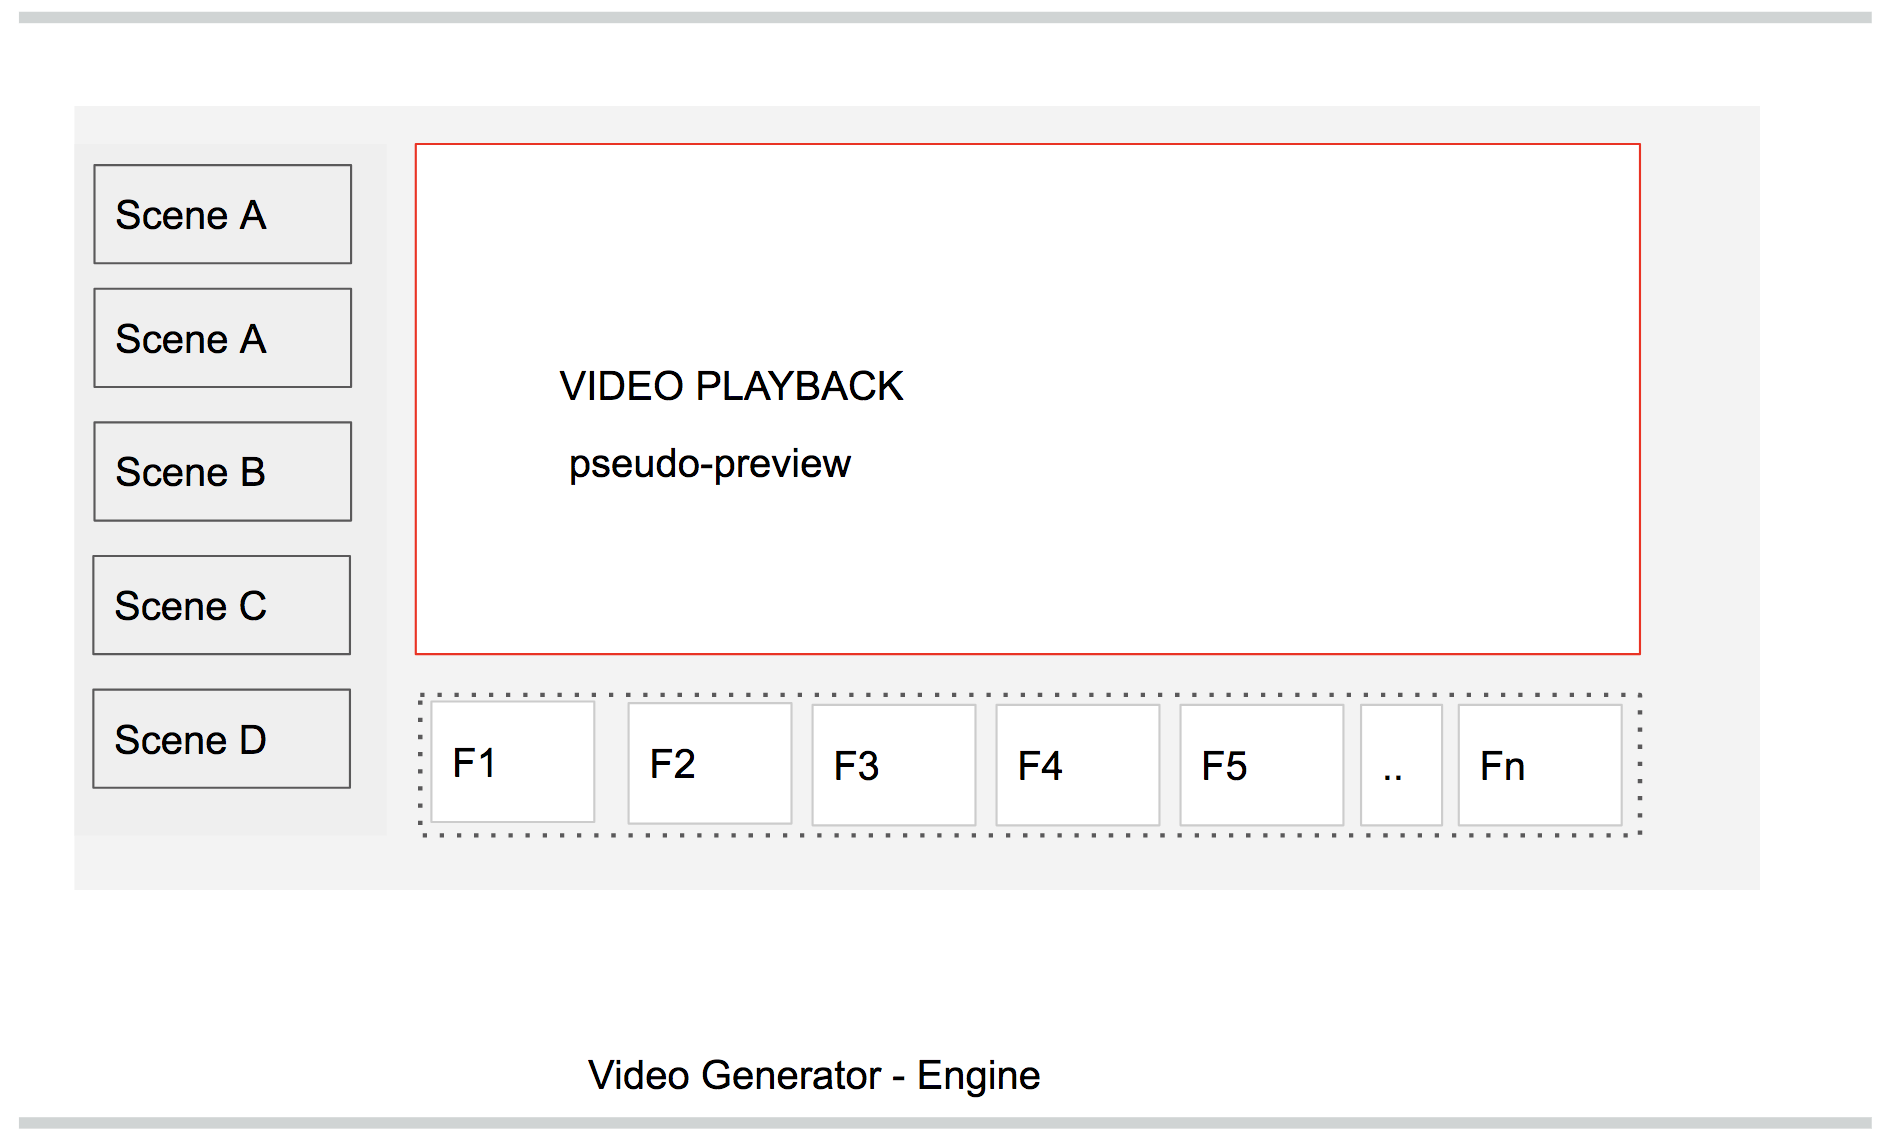 Scene A
Scene A
Scene B
Scene C
Scene D
VIDEO PLAYBACK
pseudo-preview
F1
F2
F3
F4
F5
..
Fn
Video Generator - Engine